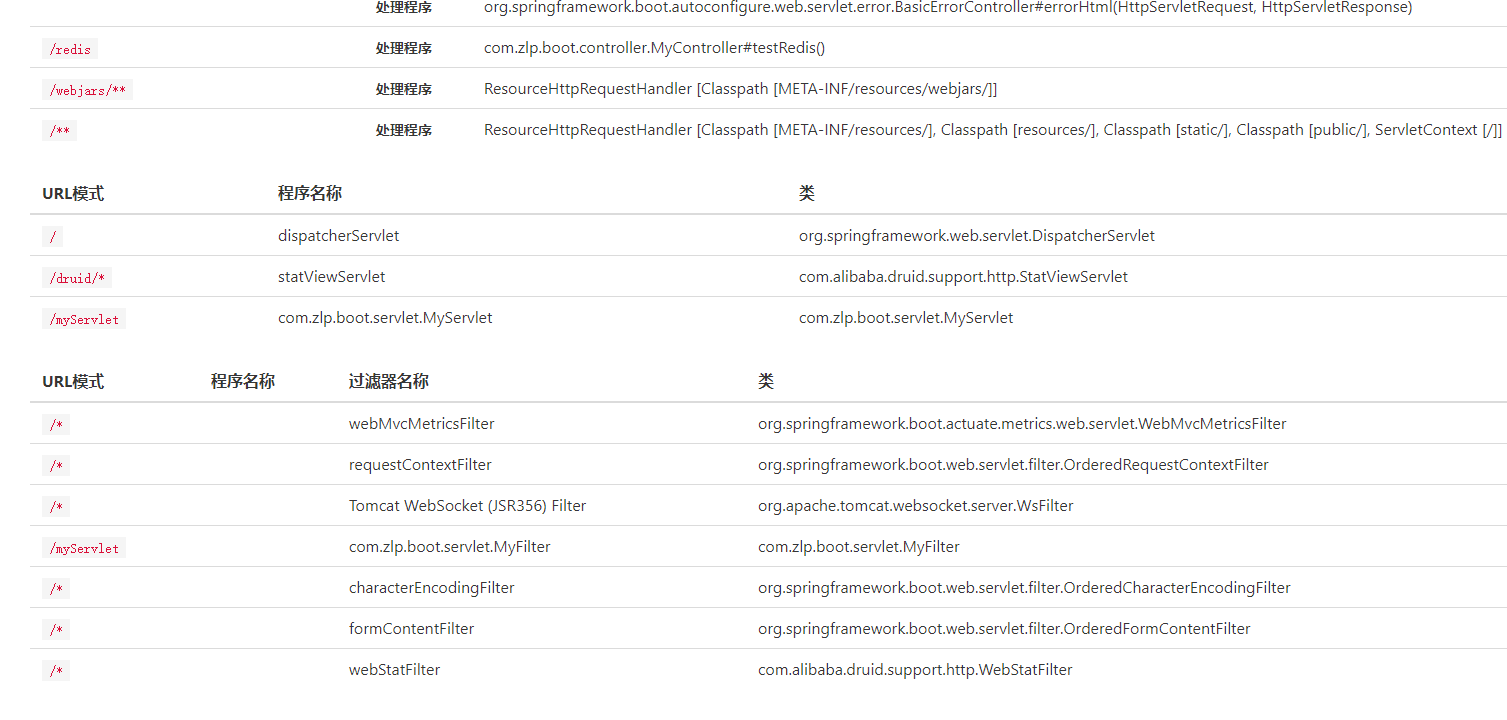 处理程序 org.springframework.boot.autoconfigure.web.servlet.error.BasicErrorController#errorHtml(HttpServletRequest, HttpServletResponse)
/redis 处理程序 com.zlp.boot.controller.MyController#testRedis()
/webjars/** 处理程序 ResourceHttpRequestHandler [Classpath [META-INF/resources/webjars/]]
/** 处理程序 ResourceHttpRequestHandler [Classpath [META-INF/resources/], Classpath [resources/], Classpath [static/], Classpath [public/], ServletContext [/]]
URL模式 程序名称 类
/ dispatcherServlet org.springframework.web.servlet.DispatcherServlet
/druid/* statViewServlet com.alibaba.druid.support.http.StatViewServlet
/myServlet com.zlp.boot.servlet.MyServlet com.zlp.boot.servlet.MyServlet
URL模式 程序名称 过滤器名称 类
/* webMvcMetricsFilter org.springframework.boot.actuate.metrics.web.servlet.WebMvcMetricsFilter
/* requestContextFilter org.springframework.boot.web.servlet.filter.OrderedRequestContextFilter
/* Tomcat WebSocket (JSR356) Filter org.apache.tomcat.websocket.server.WsFilter
/myServlet com.zlp.boot.servlet.MyFilter com.zlp.boot.servlet.MyFilter
/* characterEncodingFilter org.springframework.boot.web.servlet.filter.OrderedCharacterEncodingFilter
/* formContentFilter org.springframework.boot.web.servlet.filter.OrderedFormContentFilter
/* webStatFilter com.alibaba.druid.support.http.WebStatFilter